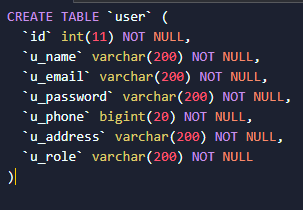 CREATE TABLE `user` (
  `id` int(11) NOT NULL,
  `u_name` varchar(200) NOT NULL,
  `u_email` varchar(200) NOT NULL,
  `u_password` varchar(200) NOT NULL,
  `u_phone` bigint(20) NOT NULL,
  `u_address` varchar(200) NOT NULL,
  `u_role` varchar(200) NOT NULL
)